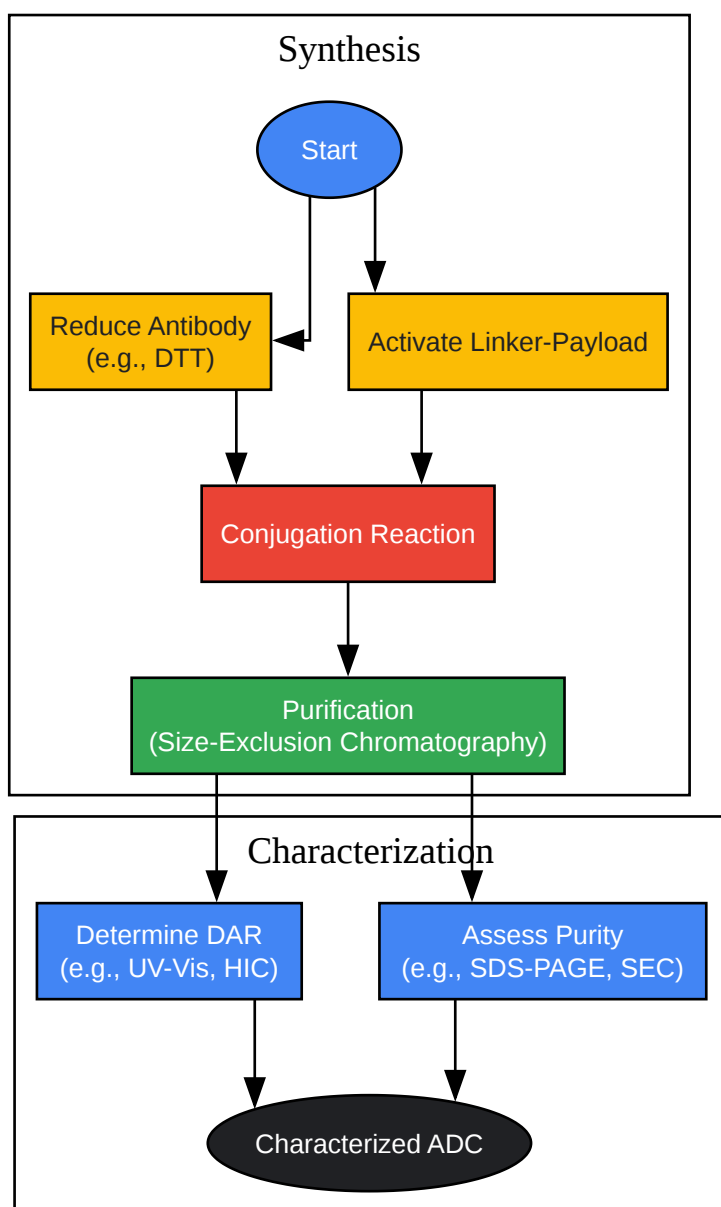 Synthesis
Start
Reduce Antibody
(e.g., DTT)
Activate Linker-Payload
Conjugation Reaction
Purification
(Size-Exclusion Chromatography)
Characterization
Determine DAR
(e.g., UV-Vis, HIC)
Assess Purity
(e.g., SDS-PAGE, SEC)
Characterized ADC